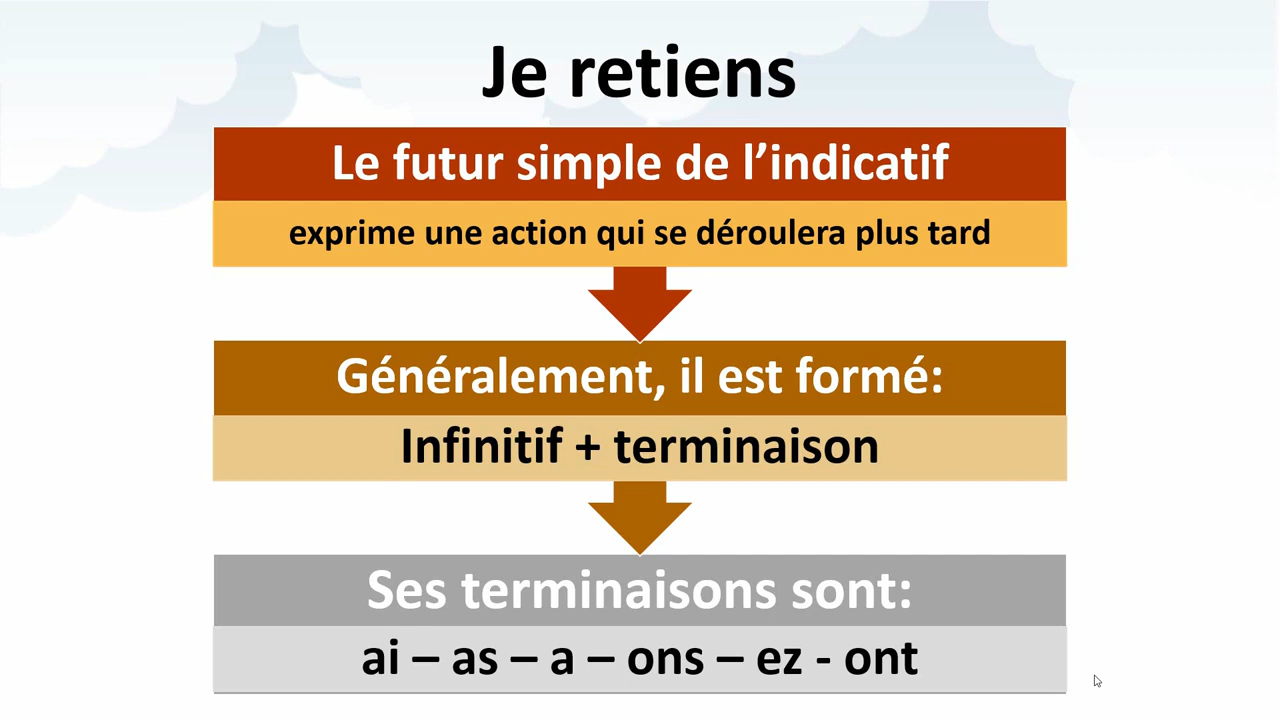 Je retiens
Le futur simple de l’indicatif
exprime une action qui se déroulera plus tard
Généralement, il est formé:
Infinitif + terminaison
Ses terminaisons sont:
ai – as – a – ons – ez - ont